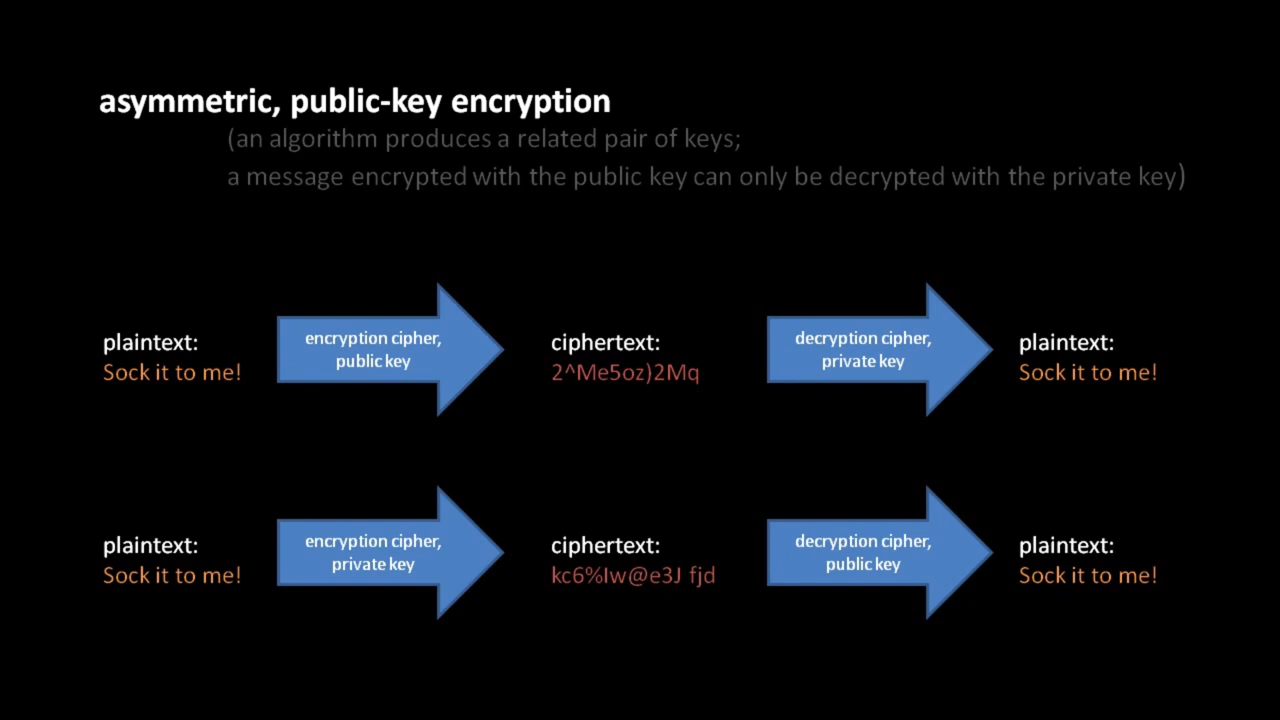 asymmetric, public-key encryption
(an algorithm produces a related pair of keys;
a message encrypted with the public key can only be decrypted with the private key)
plaintext:
Sock it to me!
encryption cipher,
public key
ciphertext:
2^Me5oz)2Mq
decryption cipher,
private key
plaintext:
Sock it to me!
plaintext:
Sock it to me!
encryption cipher,
private key
ciphertext:
kc6%Iw@e3J fjd
decryption cipher,
public key
plaintext:
Sock it to me!